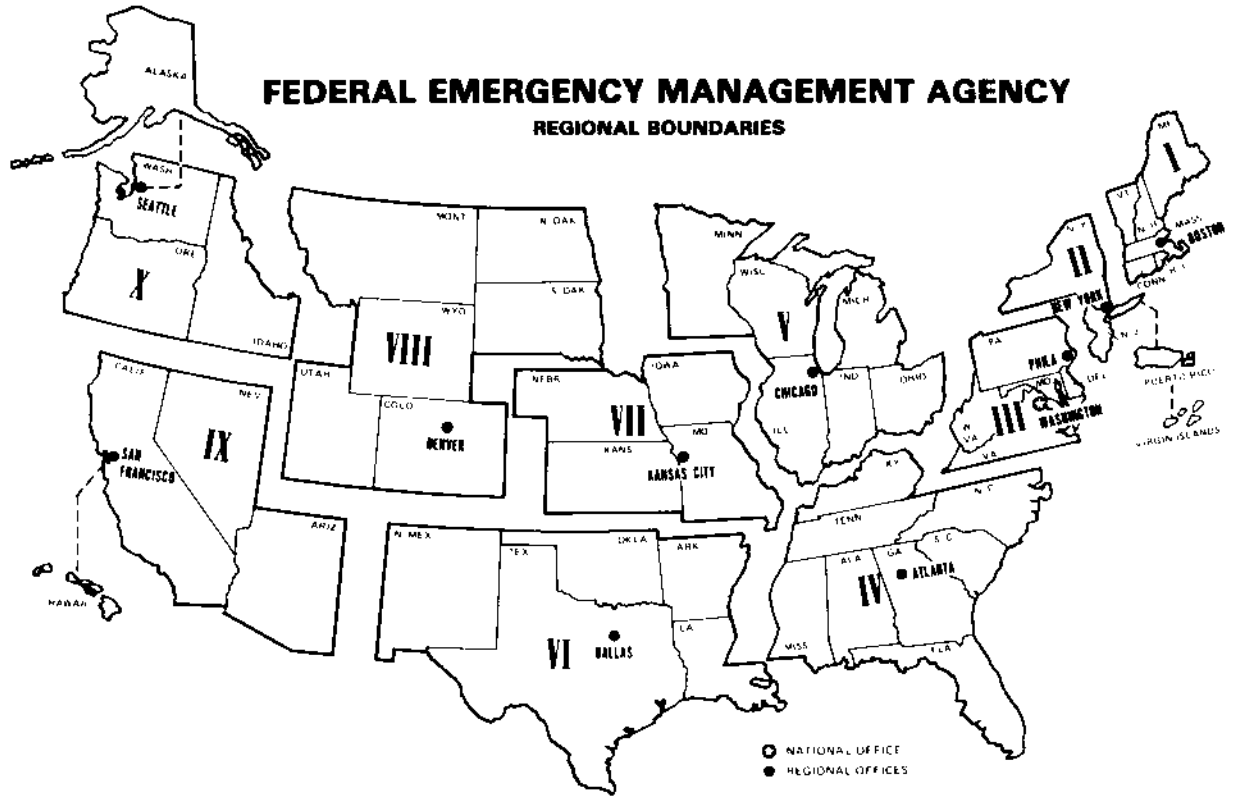 ALASKA
FEDERAL EMERGENCY MANAGEMENT AGENCY
REGIONAL BOUNDARIES
WASH
SEATTLE
ORE
X
IDAHO
MONT
N. DAK
S. DAK
WYO
VIII
UTAH
COLO
DENVER
MINN
WISC
MICH
V
CHICAGO
ILL
IND
OHIO
I
VT
MASS
BOSTON
CONN
R.I.
N.Y.
II
NEW YORK
N.J.
PA
PHILA
MD
DEL
III
WASHINGTON
W
VA
VA
PUERTO RICO
VIRGIN ISLANDS
CALIF
NEV
IX
SAN
FRANCISCO
ARIZ
HAWAII
NEBR
IOWA
VII
KANS
MO
KANSAS CITY
N. MEX
TEX
OKLA
ARK
LA
VI
DALLAS
KY
TENN
N.C.
S.C.
ALA
GA
IV
ATLANTA
MISS
FLA
NATIONAL OFFICE
REGIONAL OFFICES